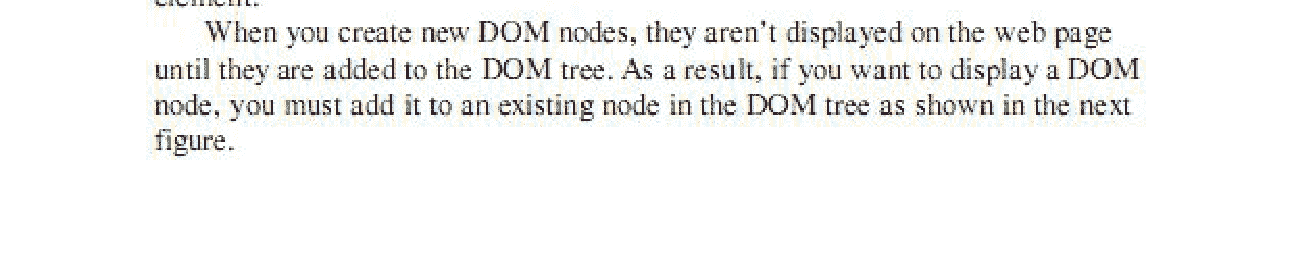 element.
When you create new DOM nodes, they aren't displayed on the web page
until they are added to the DOM tree. As a result, if you want to display a DOM
node, you must add it to an existing node in the DOM tree as shown in the next
figure.